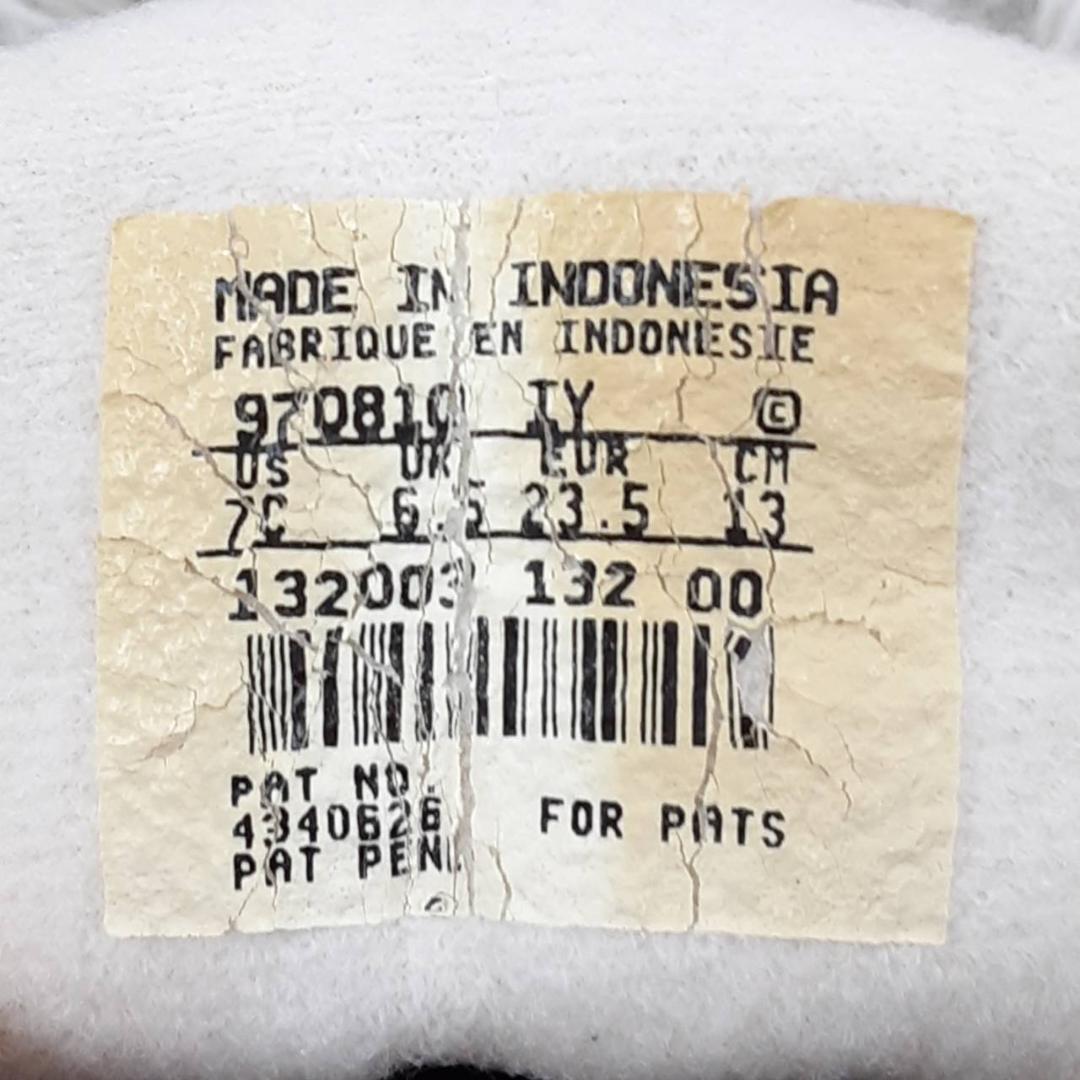 MADE IN INDONESIA
FABRIQUE EN INDONESIE
970810 IY ©
US UK EUR CM
7C 6.5 23.5 13
132003 132 00
PAT NO.
4340626 FOR PATS
PAT PEN